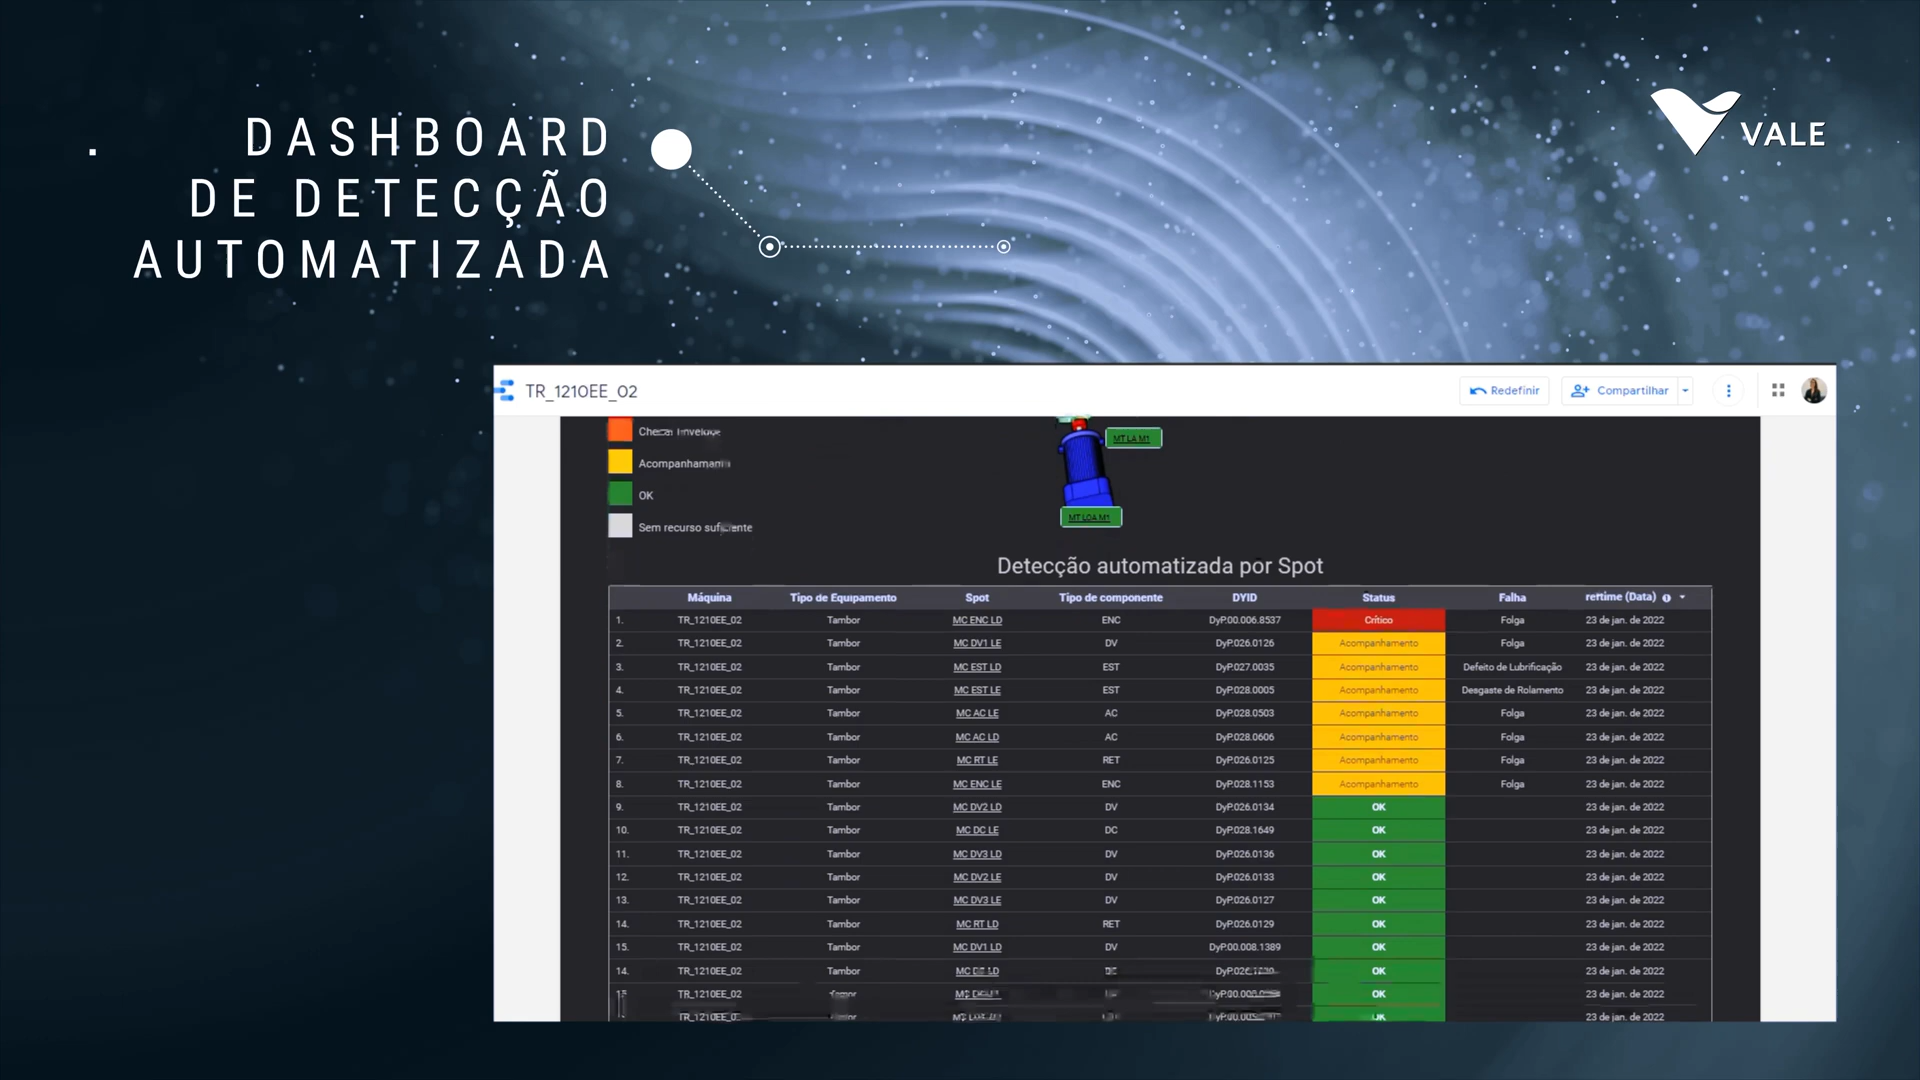 DASHBOARD
DE DETECÇÃO
AUTOMATIZADA
VALE
TR_1210EE_02
Redefinir
Compartilhar
Acompanhament
OK
Sem recurso suficiente
MT LA M1
MT LOA M1
Detecção automatizada por Spot
Máquina Tipo de Equipamento Spot Tipo de componente DYID Status Falha (Data)
1. TR_1210EE_02 Tambor MC ENC LD ENC DyP.00.006.8537 Crítico Folga 23 de jan. de 2022
2. TR_1210EE_02 Tambor MC DV1 LE DV DyP.026.0126 Acompanhamento Folga 23 de jan. de 2022
3. TR_1210EE_02 Tambor MC EST LD EST DyP.027.0035 Acompanhamento Defeito de Lubrificação 23 de jan. de 2022
4. TR_1210EE_02 Tambor MC EST LE EST DyP.028.0005 Acompanhamento Desgaste de Rolamento 23 de jan. de 2022
5. TR_1210EE_02 Tambor MC AC LE AC DyP.028.0503 Acompanhamento Folga 23 de jan. de 2022
6. TR_1210EE_02 Tambor MC AC LD AC DyP.028.0606 Acompanhamento Folga 23 de jan. de 2022
7. TR_1210EE_02 Tambor MC RT LE RET DyP.026.0125 Acompanhamento Folga 23 de jan. de 2022
8. TR_1210EE_02 Tambor MC ENC LE ENC DyP.028.1153 Acompanhamento Folga 23 de jan. de 2022
9. TR_1210EE_02 Tambor MC DV2 LD DV DyP.026.0134 OK 23 de jan. de 2022
10. TR_1210EE_02 Tambor MC DC LE DC DyP.028.1649 OK 23 de jan. de 2022
11. TR_1210EE_02 Tambor MC DV3 LD DV DyP.026.0136 OK 23 de jan. de 2022
12. TR_1210EE_02 Tambor MC DV2 LE DV DyP.026.0133 OK 23 de jan. de 2022
13. TR_1210EE_02 Tambor MC DV3 LE DV DyP.026.0127 OK 23 de jan. de 2022
14. TR_1210EE_02 Tambor MC RT LD RET DyP.026.0129 OK 23 de jan. de 2022
15. TR_1210EE_02 Tambor MC DV1 LD DV DyP.00.008.1389 OK 23 de jan. de 2022
14. TR_1210EE_02 Tambor MC LD OK 23 de jan. de 2022
TR_1210EE_02 OK 23 de jan. de 2022
23 de jan. de 2022